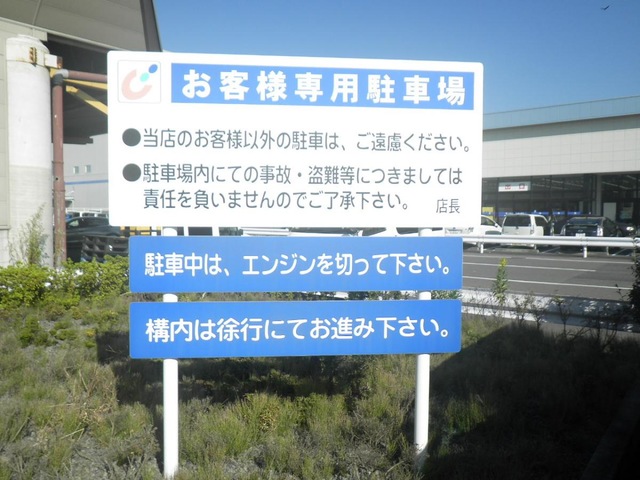 お客様専用駐車場
●当店のお客様以外の駐車は、ご遠慮ください。
●駐車場内にての事故・盗難等につきましては
責任を負いませんのでご了承下さい。 店長
駐車中は、エンジンを切って下さい。
構内は徐行にてお進み下さい。
出口